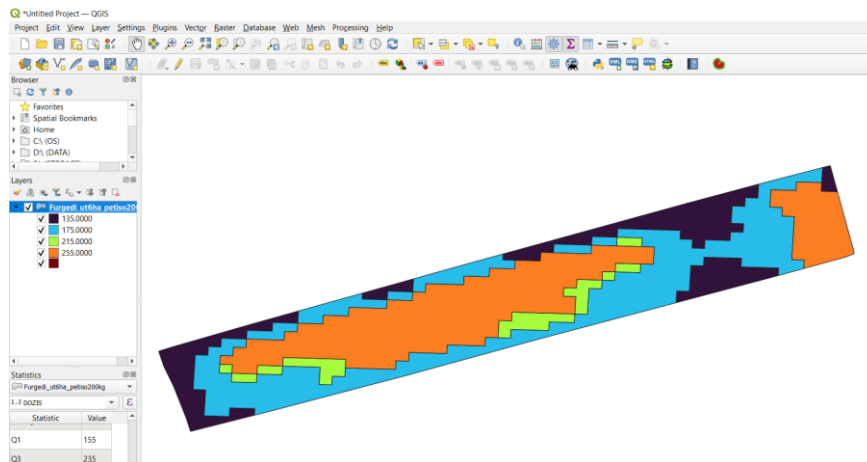 *Untitled Project — QGIS
Project Edit View Layer Settings Plugins Vector Raster Database Web Mesh Processing Help
Browser
Favorites
Spatial Bookmarks
Home
C:\ (OS)
D:\ (DATA)
Layers
Furgedi_ut6ha_petiso20
135.0000
175.0000
215.0000
255.0000
Statistics
Furgedi_ut6ha_petiso200kg
1.2 DOZIS
ε
Statistic Value
Q1 155
Q3 235